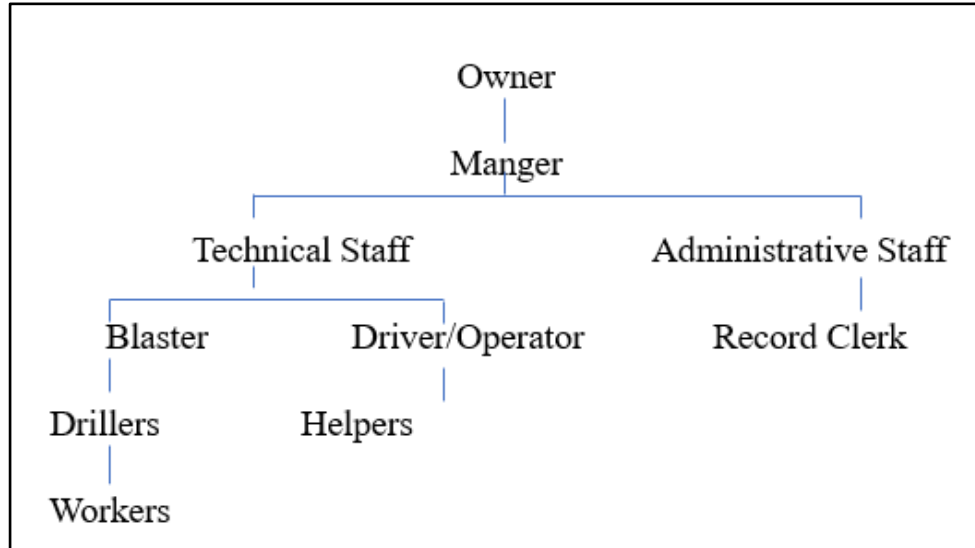 Owner
Manger
Technical Staff Administrative Staff
Blaster Driver/Operator Record Clerk
Drillers Helpers
Workers